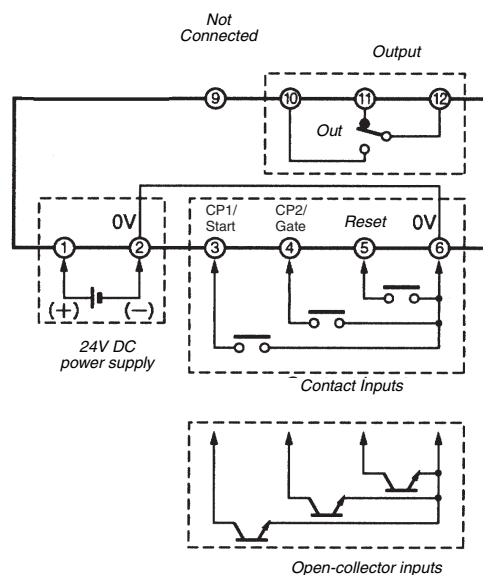 Not
Connected
Output
9
10
11
12
Out
0V
CP1/
Start
CP2/
Gate
Reset
0V
1
2
3
4
5
6
(+)
(−)
24V DC
power supply
Contact Inputs
Open-collector inputs